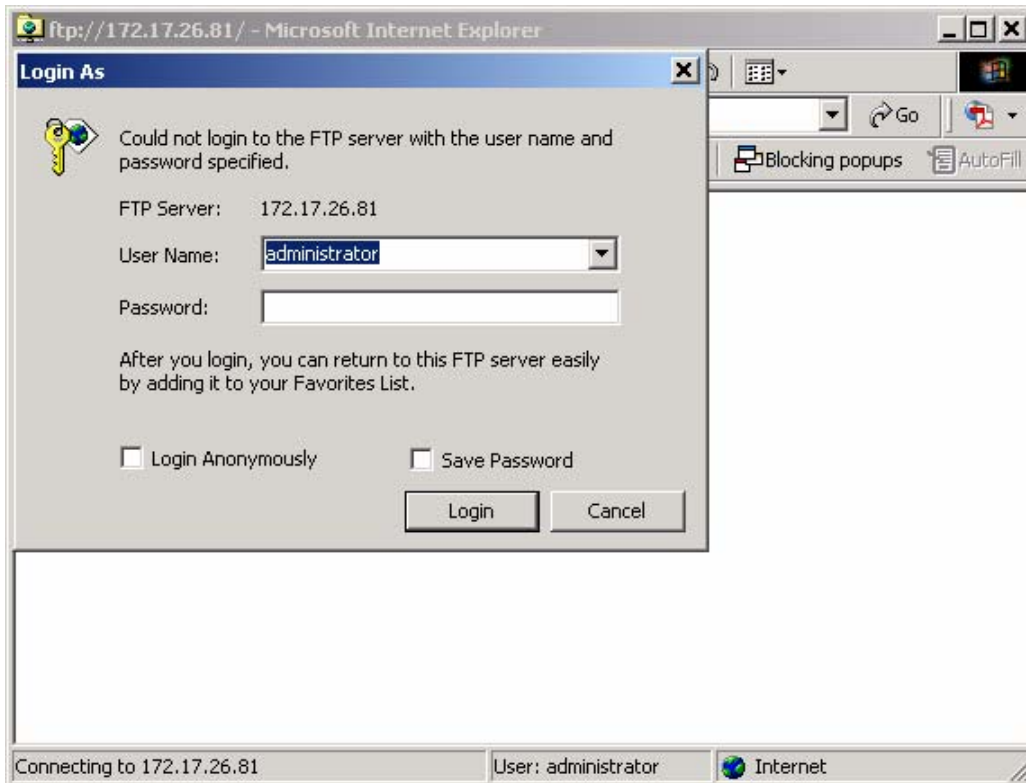 ftp://172.17.26.81/ - Microsoft Internet Explorer
Login As
Go
Could not login to the FTP server with the user name and
password specified.
Blocking popups
AutoFill
FTP Server: 172.17.26.81
User Name: administrator
Password:
After you login, you can return to this FTP server easily
by adding it to your Favorites List.
Login Anonymously
Save Password
Login
Cancel
Connecting to 172.17.26.81
User: administrator
Internet